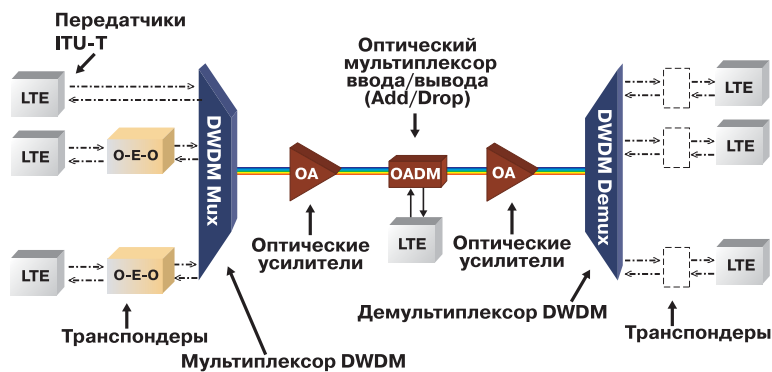 Передатчики
ITU-T
Оптический
мультиплексор
ввода/вывода
(Add/Drop)
LTE
LTE
O-E-O
LTE
O-E-O
DWDM Mux
OA
OADM
OA
LTE
DWDM Demux
LTE
LTE
LTE
Оптические
усилители
Оптические
усилители
Транспондеры
Мультиплексор DWDM
Демультиплексор DWDM
Транспондеры